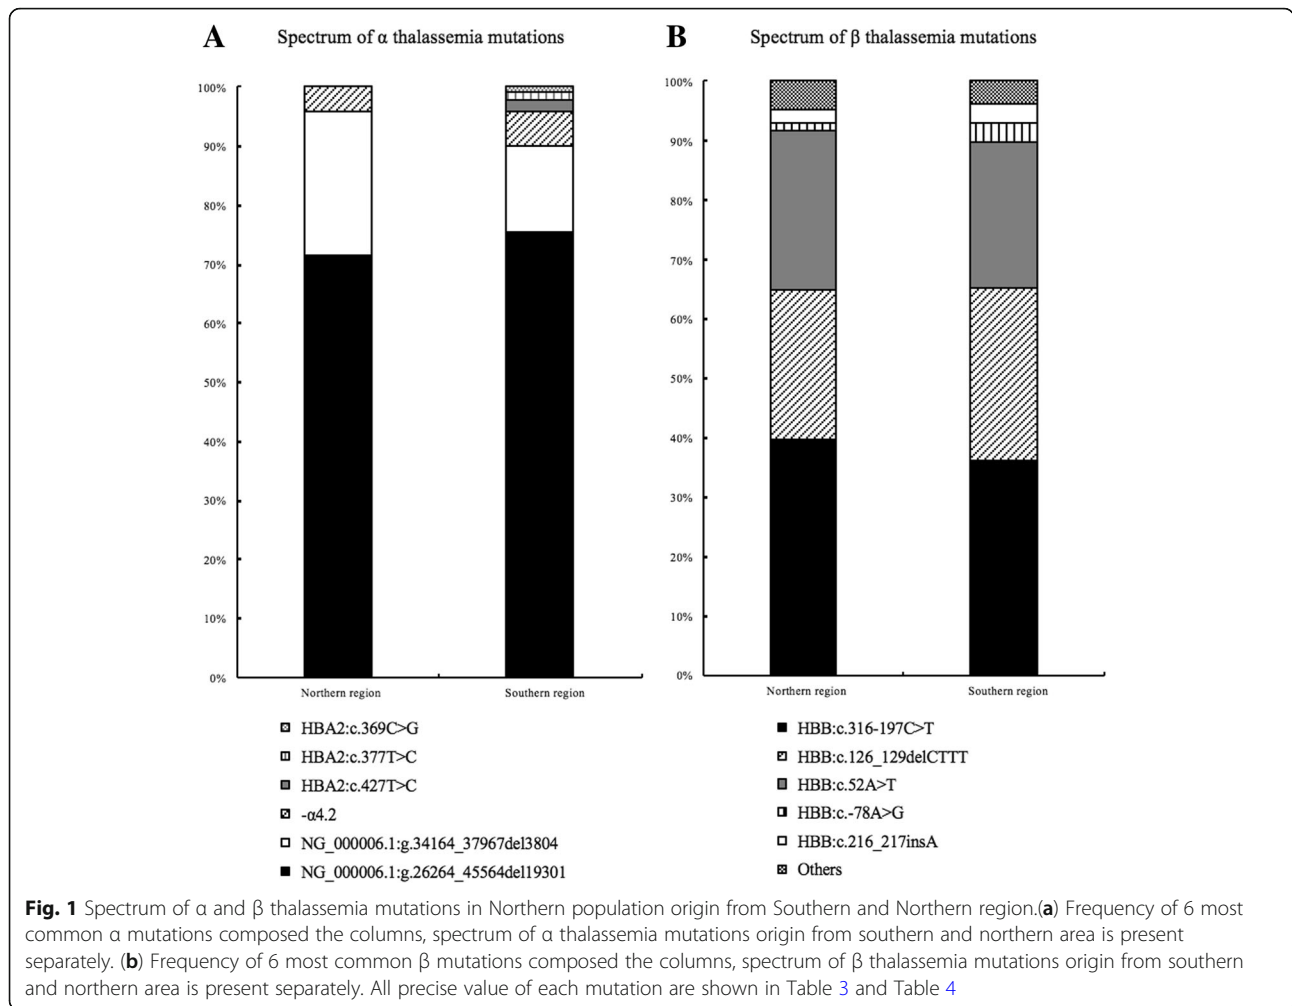 A Spectrum of α thalassemia mutations
100%
90%
80%
70%
60%
50%
40%
30%
20%
10%
0%
Northern region Southern region
HBA2:c.369C>G
HBA2:c.377T>C
HBA2:c.427T>C
-α4.2
NG_000006.1:g.34164_37967del3804
NG_000006.1:g.26264_45564del19301
B Spectrum of β thalassemia mutations
100%
90%
80%
70%
60%
50%
40%
30%
20%
10%
0%
Northern region Southern region
HBB:c.316-197C>T
HBB:c.126_129delCTTT
HBB:c.52A>T
HBB:c.-78A>G
HBB:c.216_217insA
Others
Fig. 1 Spectrum of α and β thalassemia mutations in Northern population origin from Southern and Northern region.(a) Frequency of 6 most
common α mutations composed the columns, spectrum of α thalassemia mutations origin from southern and northern area is present
separately. (b) Frequency of 6 most common β mutations composed the columns, spectrum of β thalassemia mutations origin from southern
and northern area is present separately. All precise value of each mutation are shown in Table 3 and Table 4